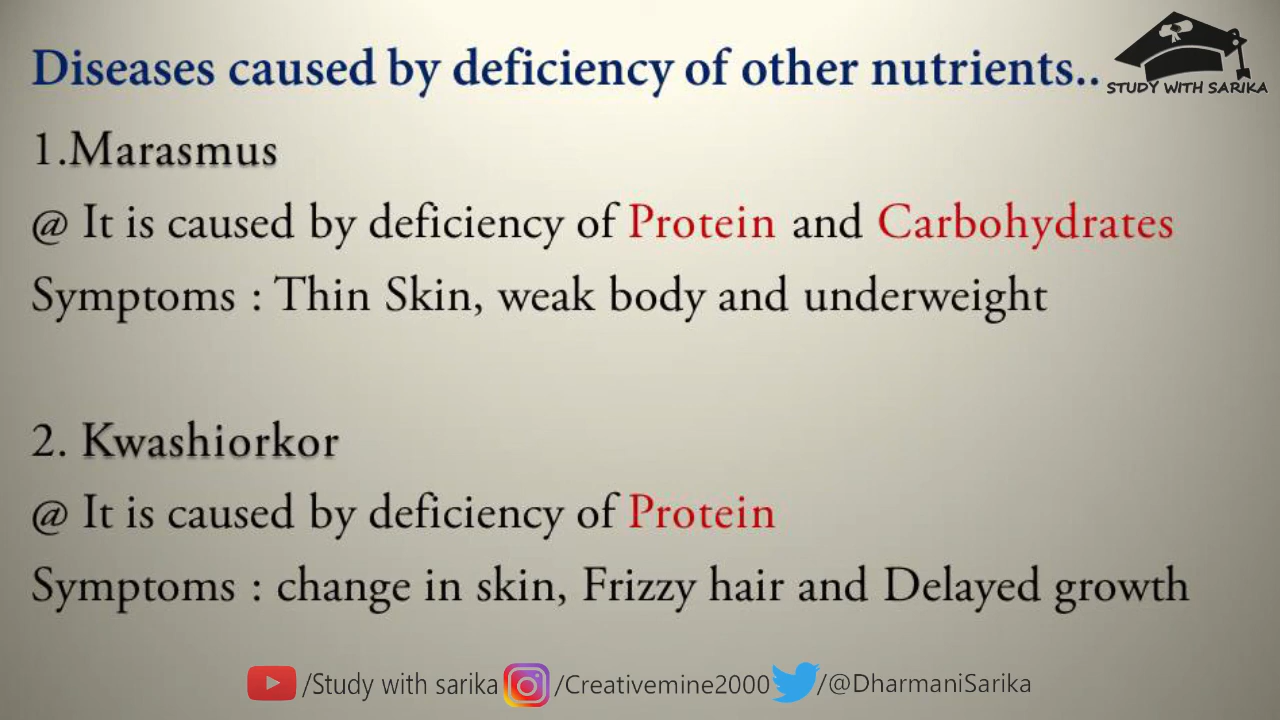 Diseases caused by deficiency of other nutrients..
STUDY WITH SARIKA
1.Marasmus
@ It is caused by deficiency of Protein and Carbohydrates
Symptoms : Thin Skin, weak body and underweight
2. Kwashiorkor
@ It is caused by deficiency of Protein
Symptoms : change in skin, Frizzy hair and Delayed growth
/Study with sarika /Creativemine2000 /@DharmaniSarika